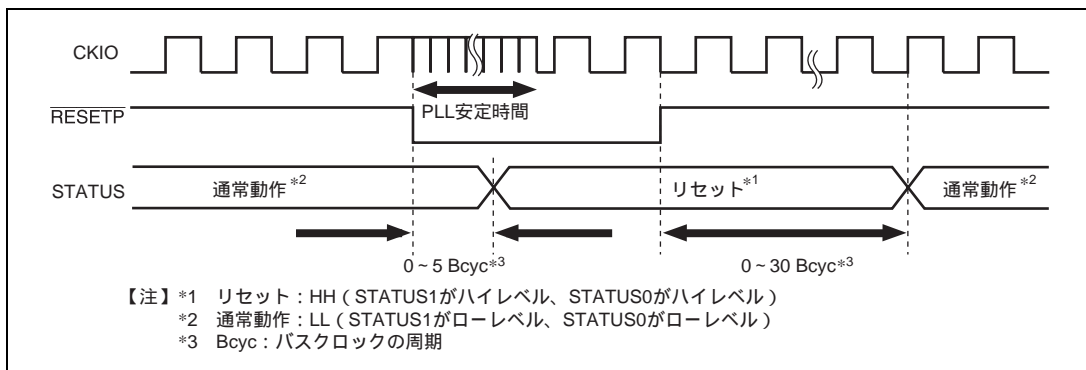 CKIO
RESETP
PLL安定時間
STATUS
通常動作*2
リセット*1
通常動作*2
0 ~ 5 Bcyc*3
0 ~ 30 Bcyc*3
【注】*1 リセット：HH（STATUS1がハイレベル、STATUS0がハイレベル）
*2 通常動作：LL（STATUS1がローレベル、STATUS0がローレベル）
*3 Bcyc：バスクロックの周期